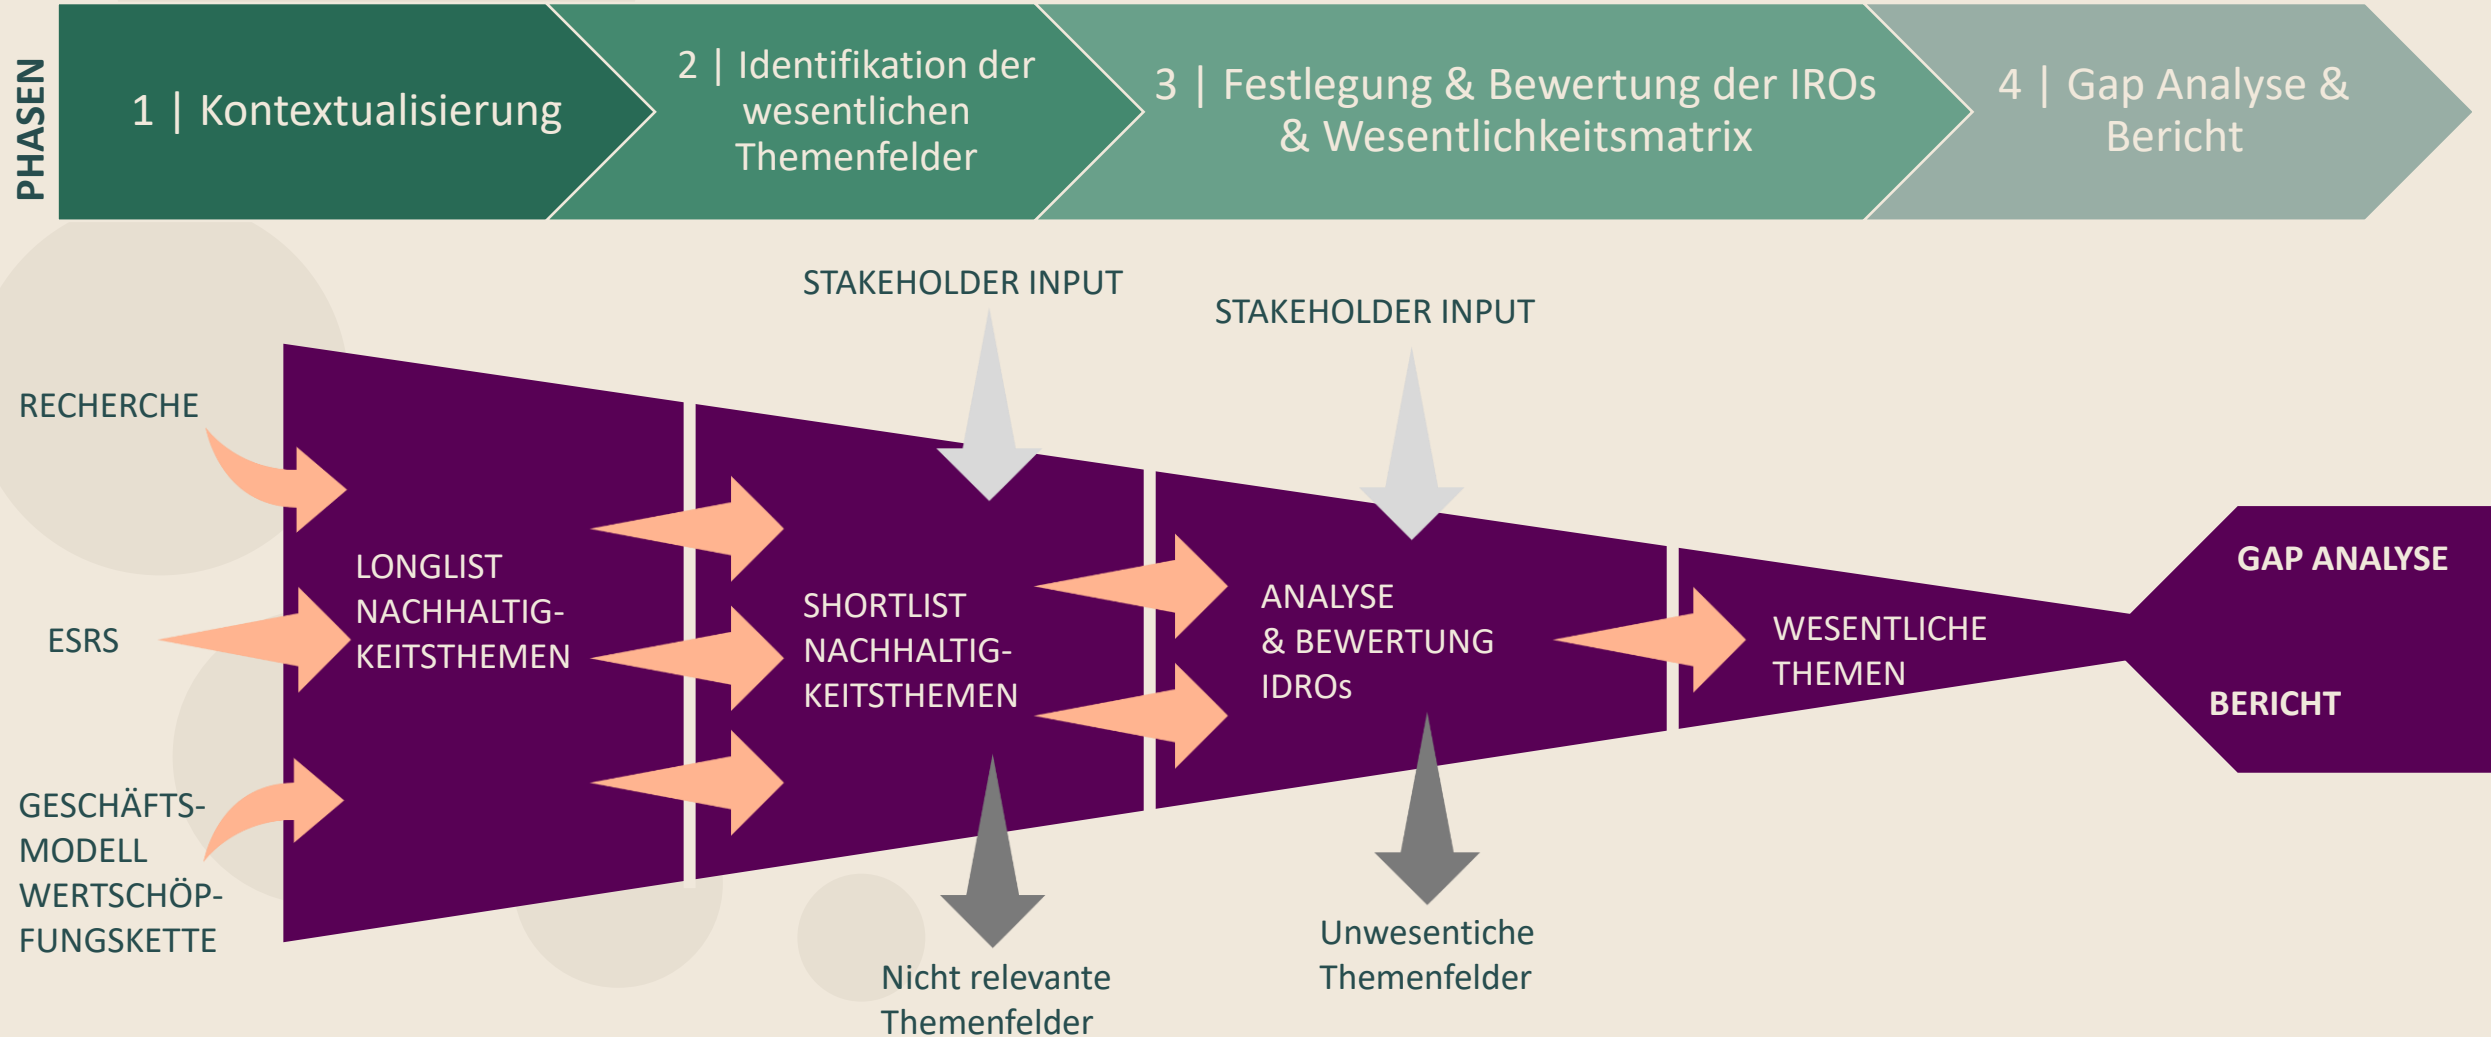 PHASEN
1 | Kontextualisierung
2 | Identifikation der
wesentlichen
Themenfelder
3 | Festlegung & Bewertung der IROs
& Wesentlichkeitsmatrix
4 | Gap Analyse &
Bericht
STAKEHOLDER INPUT
STAKEHOLDER INPUT
RECHERCHE
ESRS
GESCHÄFTS-
MODELL
WERTSCHÖP-
FUNGSKETTE
LONGLIST
NACHHALTIG-
KEITSTHEMEN
SHORTLIST
NACHHALTIG-
KEITSTHEMEN
ANALYSE
& BEWERTUNG
IDROs
WESENTLICHE
THEMEN
GAP ANALYSE
BERICHT
Nicht relevante
Themenfelder
Unwesentiche
Themenfelder